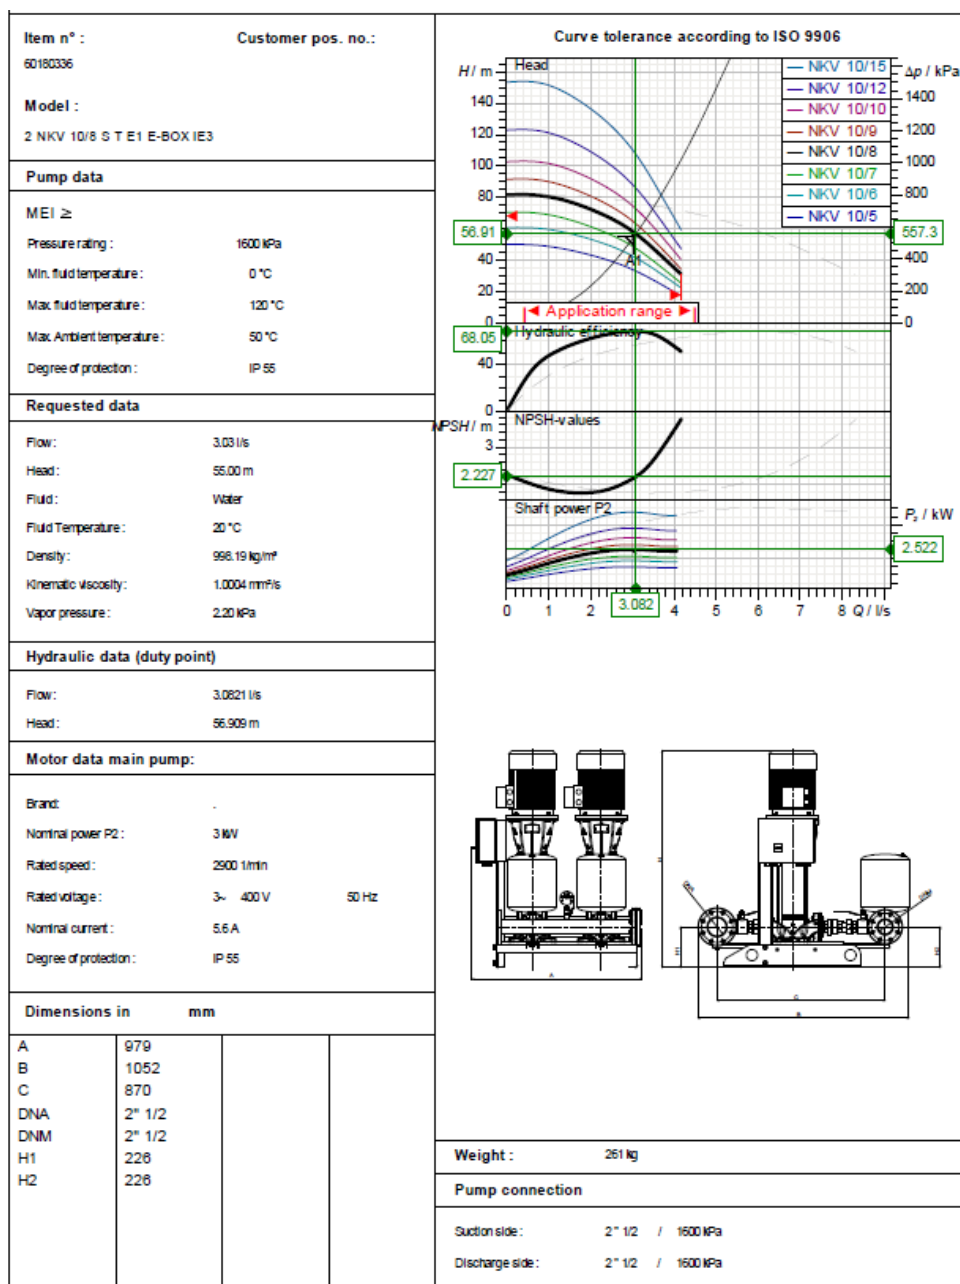 Item n° :
Customer pos. no.:
60180336
Model :
2 NKV 10/8 S T E1 E-BOX IE3
Pump data
MEI ≥
Pressure rating : 1600 kPa
Min. fluid temperature : 0 °C
Max. fluid temperature : 120 °C
Max. Ambient temperature : 50 °C
Degree of protection : IP 55
Requested data
Flow : 3.03 l/s
Head : 55.00 m
Fluid : Water
Fluid Temperature : 20 °C
Density : 998.19 kg/m³
Kinematic viscosity : 1.0004 mm²/s
Vapor pressure : 2.20 kPa
Hydraulic data (duty point)
Flow : 3.0821 l/s
Head : 56.909 m
Motor data main pump:
Brand: .
Nominal power P2 : 3 kW
Rated speed : 2900 1/min
Rated voltage : 3~ 400 V 50 Hz
Nominal current : 5.6 A
Degree of protection : IP 55
Dimensions in mm
A 979
B 1052
C 870
DNA 2" 1/2
DNM 2" 1/2
H1 226
H2 226
Curve tolerance according to ISO 9906
H / m
Head
Δp / kPa
NKV 10/15
NKV 10/12
NKV 10/10
NKV 10/9
NKV 10/8
NKV 10/7
NKV 10/6
NKV 10/5
140
120
100
80
56.91
40
20
0
1400
1200
1000
800
557.3
400
200
0
A1
Application range
Hydraulic efficiency
68.05
40
0
NPSH / m
NPSH-values
3
2.227
Shaft power P2
P₂ / kW
2.522
0 1 2 3.082 4 5 6 7 8 Q / l/s
H
A
H1
H2
C
B
Weight : 261 kg
Pump connection
Suction side : 2" 1/2 / 1600 kPa
Discharge side : 2" 1/2 / 1600 kPa